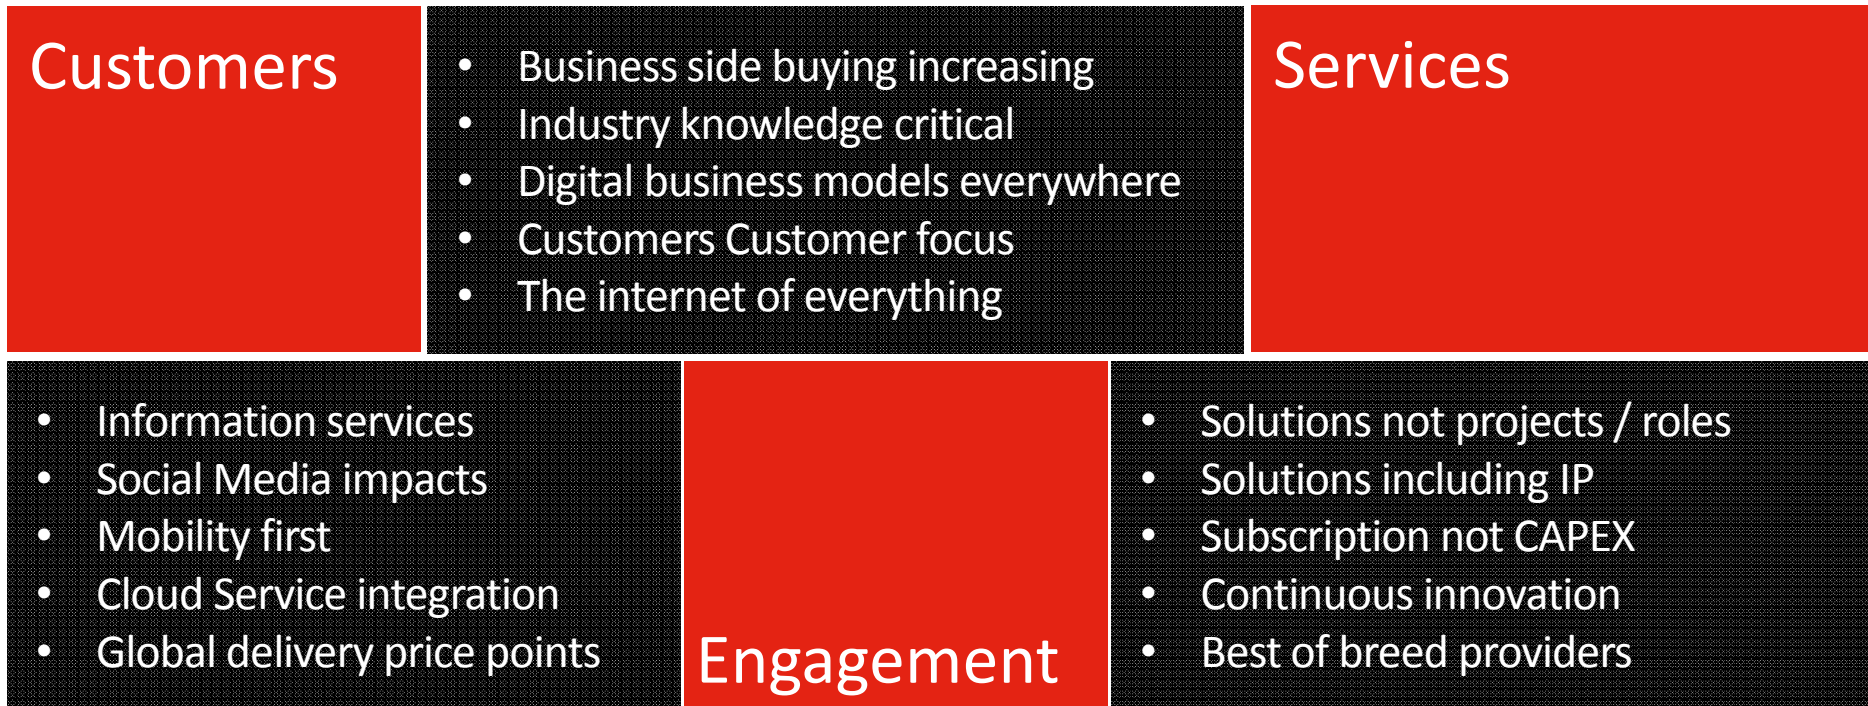 Customers
Business side buying increasing
Industry knowledge critical
Digital business models everywhere
Customers Customer focus
The internet of everything
Services
Information services
Social Media impacts
Mobility first
Cloud Service integration
Global delivery price points
Engagement
Solutions not projects / roles
Solutions including IP
Subscription not CAPEX
Continuous innovation
Best of breed providers